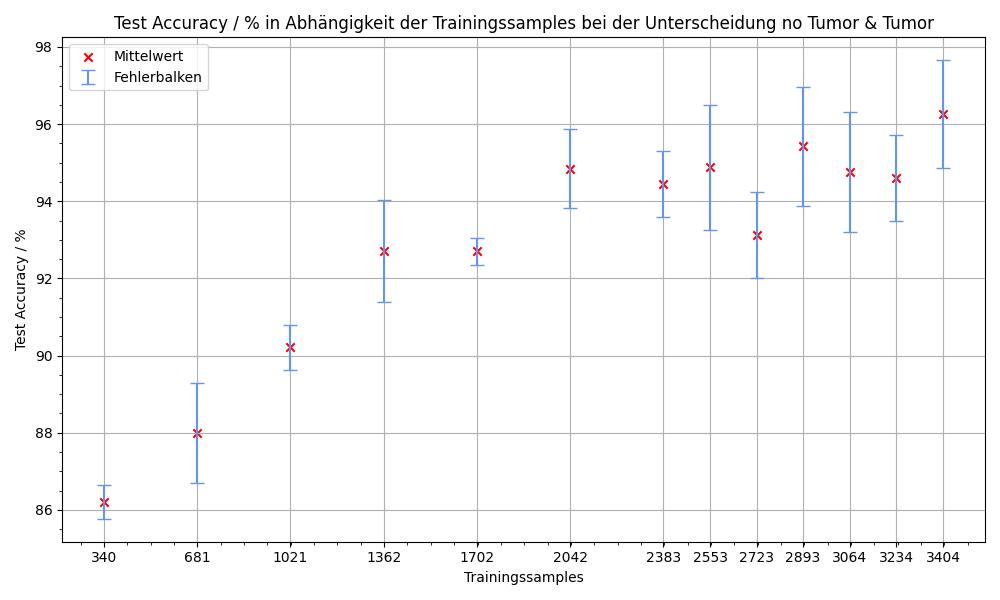 Test Accuracy / % in Abhängigkeit der Trainingssamples bei der Unterscheidung no Tumor & Tumor
Mittelwert
Fehlerbalken
98
96
94
92
90
88
86
Test Accuracy / %
340 681 1021 1362 1702 2042 2383 2553 2723 2893 3064 3234 3404
Trainingssamples